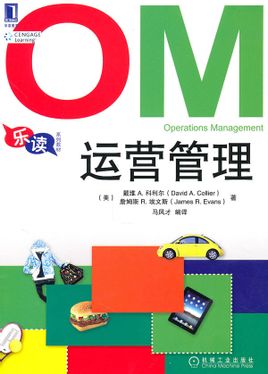 CENGAGE
Learning
OM
Operations Management
乐读
系列教材
运营管理
(美) 戴维 A. 科利尔 (David A. Collier)
詹姆斯 R. 埃文斯 (James R. Evans) 著
马风才 编译
机械工业出版社
China Machine Press